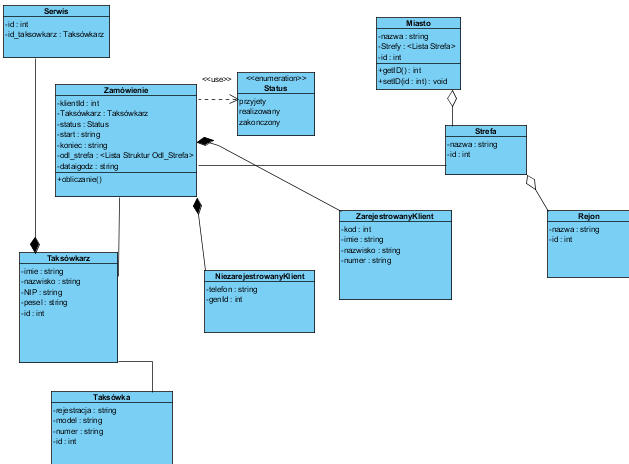 Serwis
-id : int
-id_taksowkarz : Taksówkarz
Miasto
-nazwa : string
-Strefy : <Lista Strefa>
-id : int
+getID() : int
+setID(id : int) : void
Zamówienie
-klientId : int
-Taksówkarz : Taksówkarz
-status : Status
-start : string
-koniec : string
-odl_strefa : <Lista Struktur Odl_Strefa>
-dataigodz : string
+obliczanie()
<<use>>
<<enumeration>>
Status
przyjety
realizowany
zakonczony
Strefa
-nazwa : string
-id : int
ZarejestrowanyKlient
-kod : int
-imie : string
-nazwisko : string
-numer : string
Rejon
-nazwa : string
-id : int
Taksówkarz
-imie : string
-nazwisko : string
-NIP : string
-pesel : string
-id : int
NiezarejestrowanyKlient
-telefon : string
-genId : int
Taksówka
-rejestracja : string
-model : string
-numer : string
-id : int